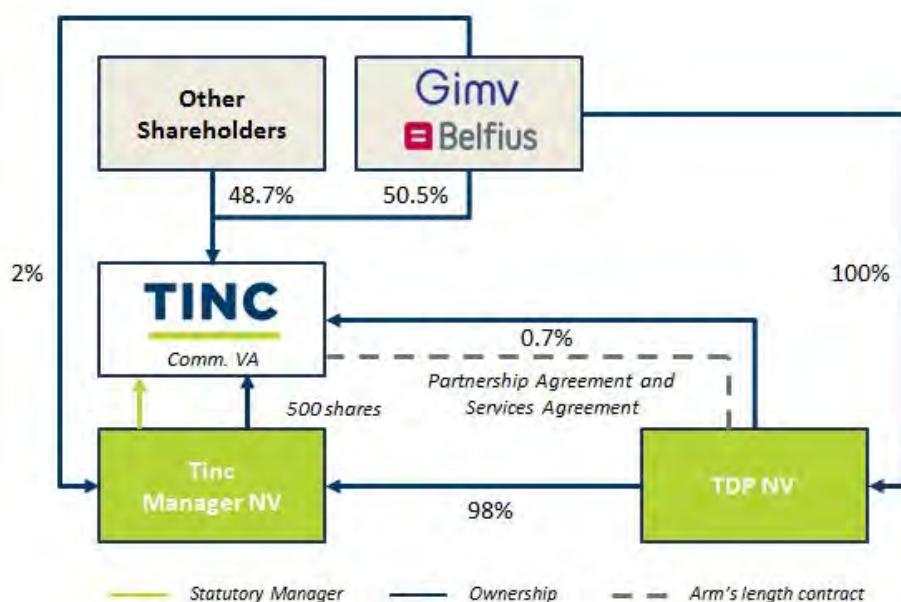 Other
Shareholders
Gimv
Belfius
48.7%
50.5%
2%
100%
TINC
Comm. VA
0.7%
Partnership Agreement and
Services Agreement
500 shares
Tinc
Manager NV
TDP NV
98%
Statutory Manager
Ownership
Arm's length contract